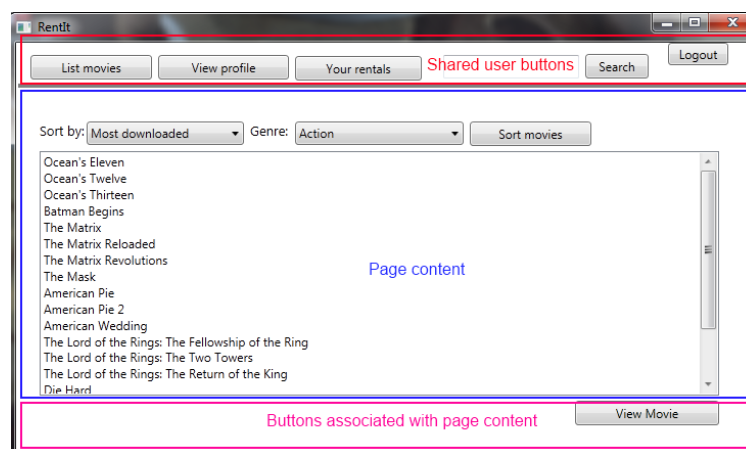 RentIt
Logout
List movies View profile Your rentals Shared user buttons Search
Sort by: Most downloaded Genre: Action Sort movies
Ocean's Eleven
Ocean's Twelve
Ocean's Thirteen
Batman Begins
The Matrix
The Matrix Reloaded
The Matrix Revolutions
The Mask
Page content
American Pie
American Pie 2
American Wedding
The Lord of the Rings: The Fellowship of the Ring
The Lord of the Rings: The Two Towers
The Lord of the Rings: The Return of the King
Die Hard
View Movie
Buttons associated with page content